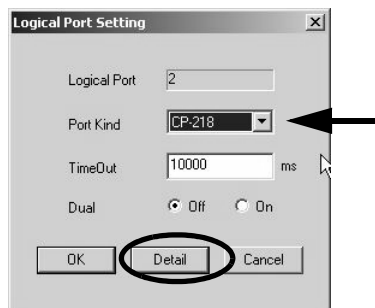 Logical Port Setting
Logical Port 2
Port Kind CP-218
TimeOut 10000 ms
Dual Off On
OK Detail Cancel